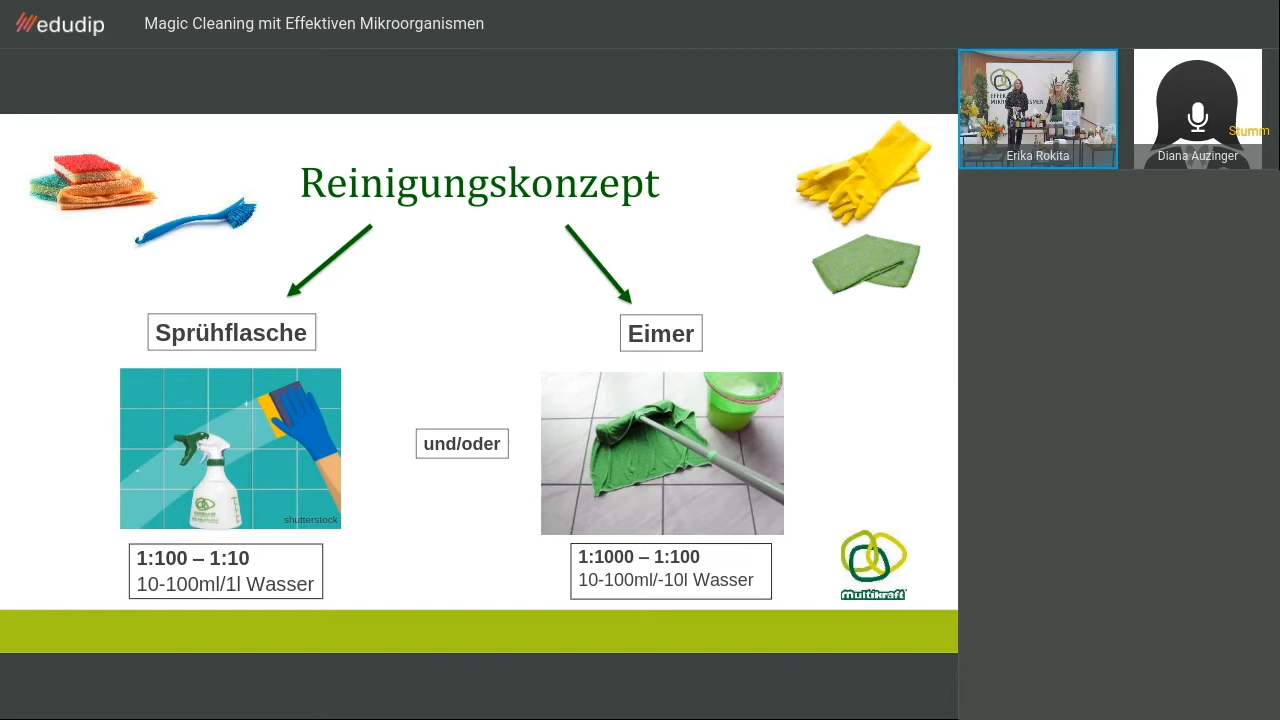 edudip
Magic Cleaning mit Effektiven Mikroorganismen
Erika Rokita
Stumm
Diana Auzinger
Reinigungskonzept
Sprühflasche
Eimer
und/oder
shutterstock
1:100 – 1:10
10-100ml/1l Wasser
1:1000 – 1:100
10-100ml/-10l Wasser
multikraft